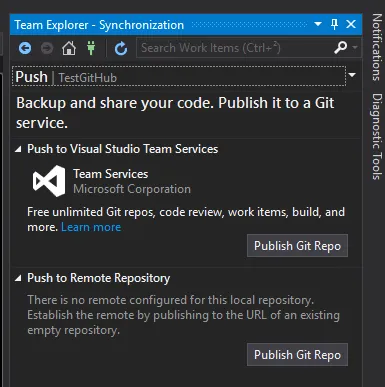 Team Explorer - Synchronization
Search Work Items (Ctrl+²)
Push | TestGitHub
Backup and share your code. Publish it to a Git
service.
Push to Visual Studio Team Services
Team Services
Microsoft Corporation
Free unlimited Git repos, code review, work items, build, and
more. Learn more
Publish Git Repo
Push to Remote Repository
There is no remote configured for this local repository.
Establish the remote by publishing to the URL of an existing
empty repository.
Publish Git Repo
Notifications
Diagnostic Tools